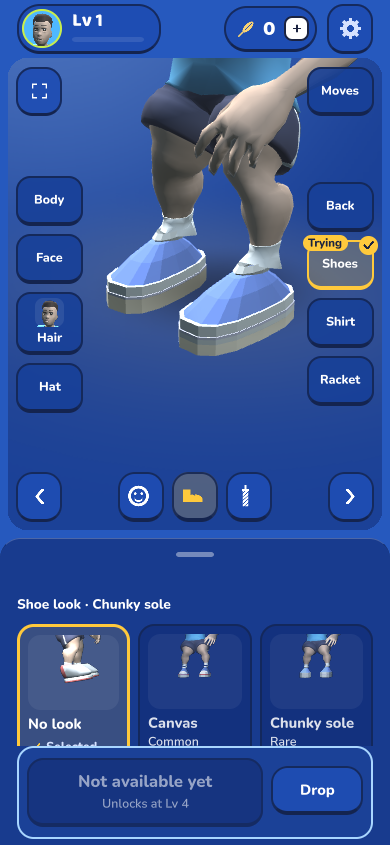 Lv 1
0
+
Moves
Body
Back
Trying
Face
Shoes
Hair
Shirt
Hat
Racket
Shoe look · Chunky sole
No look
✓ Selected
Canvas
Common
Chunky sole
Rare
Not available yet
Unlocks at Lv 4
Drop